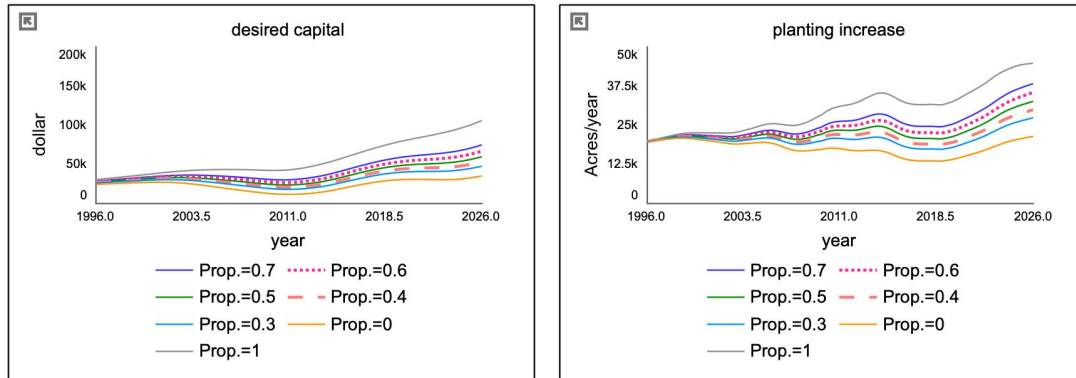 desired capital
200k
150k
100k
50k
0
dollar
1996.0 2003.5 2011.0 2018.5 2026.0
year
Prop.=0.7 Prop.=0.6
Prop.=0.5 Prop.=0.4
Prop.=0.3 Prop.=0
Prop.=1
planting increase
50k
37.5k
25k
12.5k
0
Acres/year
1996.0 2003.5 2011.0 2018.5 2026.0
year
Prop.=0.7 Prop.=0.6
Prop.=0.5 Prop.=0.4
Prop.=0.3 Prop.=0
Prop.=1